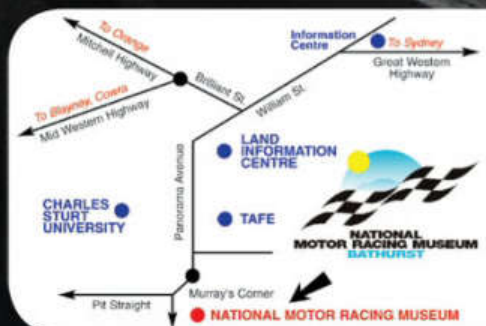 To Orange
Mitchell Highway
Information
Centre
To Sydney
Great Western
Highway
Brilliant St.
William St.
To Blayney, Cowra
Mid Western Highway
LAND
INFORMATION
CENTRE
Panorama Avenue
CHARLES
STURT
UNIVERSITY
TAFE
NATIONAL
MOTOR RACING MUSEUM
BATHURST
Murray's Corner
Pit Straight
NATIONAL MOTOR RACING MUSEUM